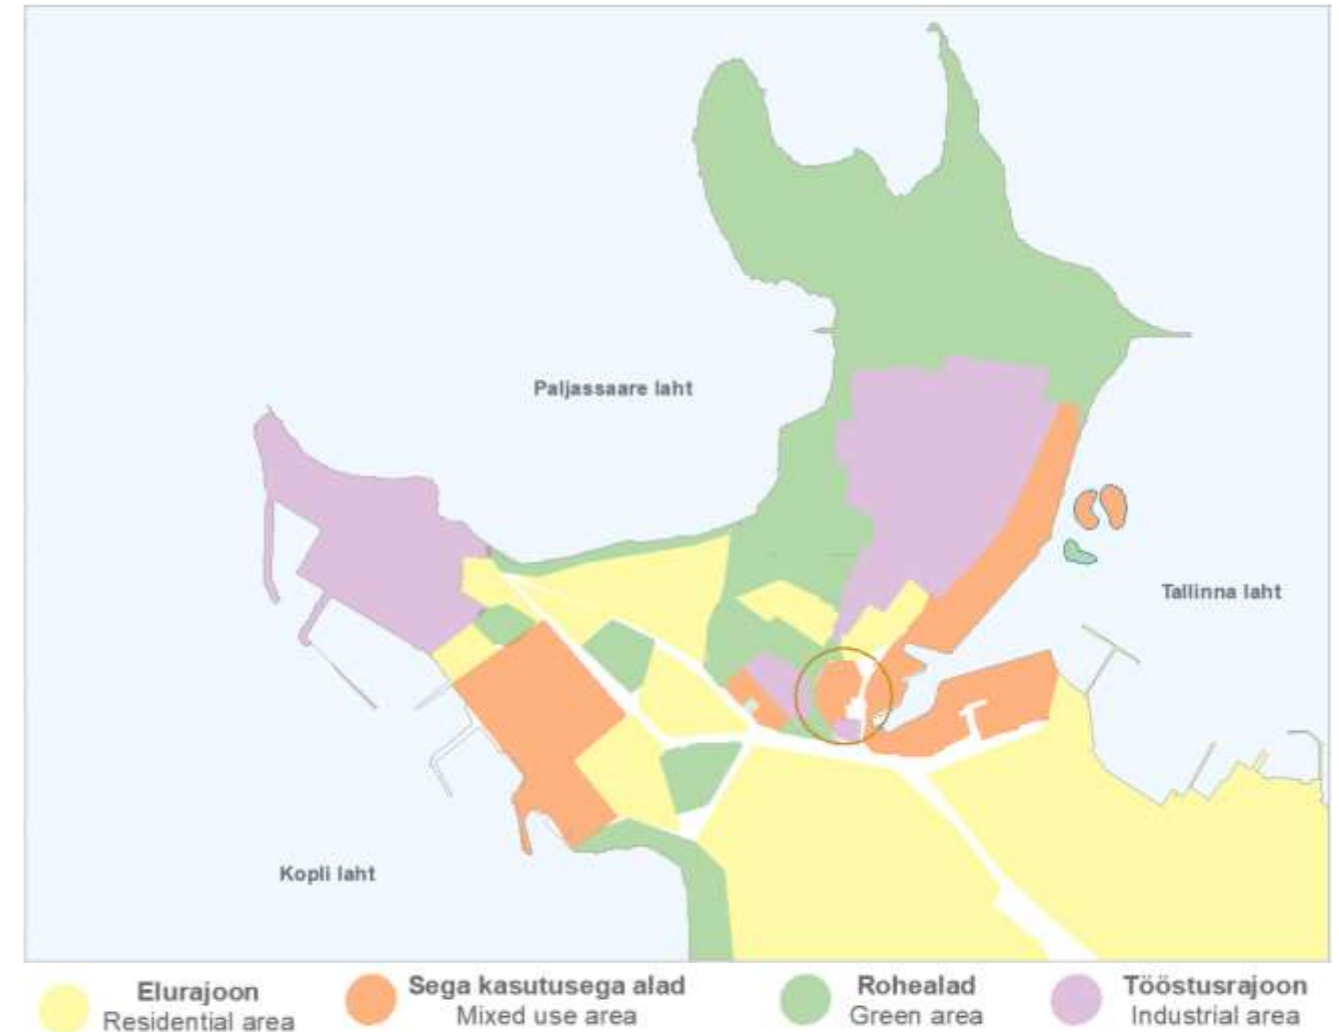 Paljassaare laht
Tallinna laht
Kopli laht
Elurajoon
Residential area
Sega kasutusega alad
Mixed use area
Rohealad
Green area
Tööstusrajoon
Industrial area